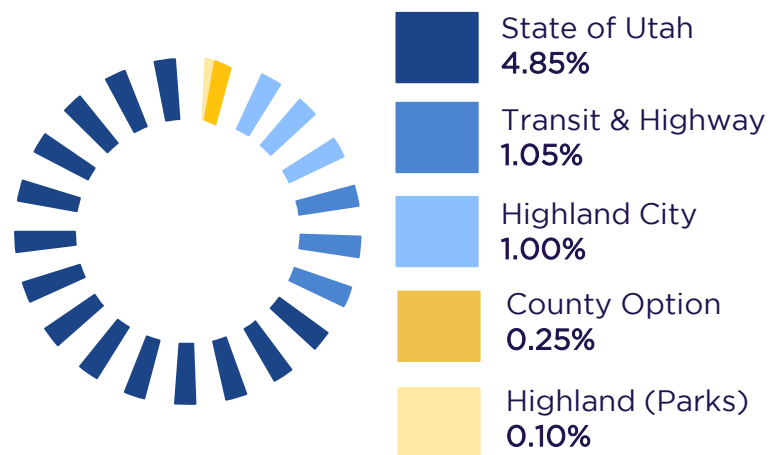 State of Utah
4.85%
Transit & Highway
1.05%
Highland City
1.00%
County Option
0.25%
Highland (Parks)
0.10%